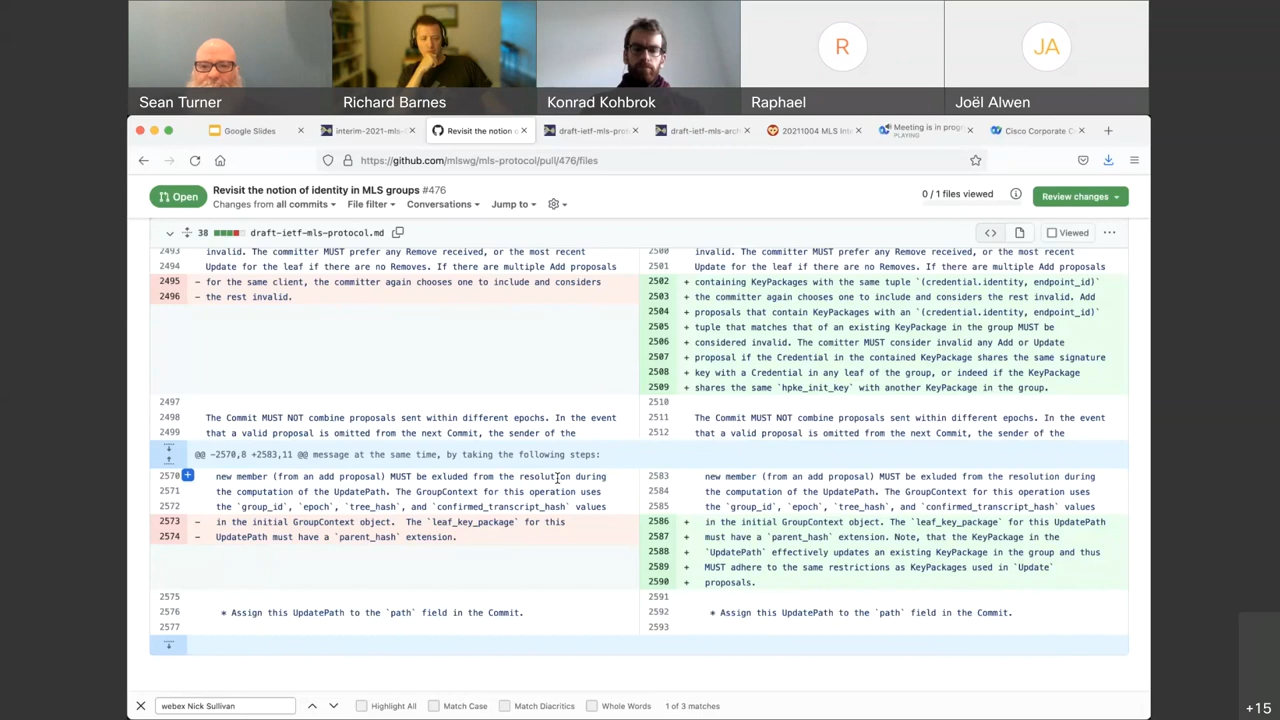 Sean Turner
Richard Barnes
Konrad Kohbrok
R
Raphael
JA
Joël Alwen
Google Slides
interim-2021-mls-
Revisit the notion o
draft-ietf-mls-prot
draft-ietf-mls-arch
20211004 MLS Int
Meeting is in progr
PLAYING
Cisco Corporate C
https://github.com/mlswg/mls-protocol/pull/476/files
Open
Revisit the notion of identity in MLS groups #476
Changes from all commits
File filter
Conversations
Jump to
0 / 1 files viewed
Review changes
38
draft-ietf-mls-protocol.md
Viewed
2493 invalid. The committer MUST prefer any Remove received, or the most recent
2494 Update for the leaf if there are no Removes. If there are multiple Add proposals
2495 - for the same client, the committer again chooses one to include and considers
2496 - the rest invalid.
2497
2498 The Commit MUST NOT combine proposals sent within different epochs. In the event
2499 that a valid proposal is omitted from the next Commit, the sender of the
2500 invalid. The committer MUST prefer any Remove received, or the most recent
2501 Update for the leaf if there are no Removes. If there are multiple Add proposals
2502 + containing KeyPackages with the same tuple `(credential.identity, endpoint_id)`
2503 + the committer again chooses one to include and considers the rest invalid. Add
2504 + proposals that contain KeyPackages with an `(credential.identity, endpoint_id)`
2505 + tuple that matches that of an existing KeyPackage in the group MUST be
2506 + considered invalid. The comitter MUST consider invalid any Add or Update
2507 + proposal if the Credential in the contained KeyPackage shares the same signature
2508 + key with a Credential in any leaf of the group, or indeed if the KeyPackage
2509 + shares the same `hpke_init_key` with another KeyPackage in the group.
2510
2511 The Commit MUST NOT combine proposals sent within different epochs. In the event
2512 that a valid proposal is omitted from the next Commit, the sender of the
@@ -2570,8 +2583,11 @@ message at the same time, by taking the following steps:
2570 new member (from an add proposal) MUST be exluded from the resolution during
2571 the computation of the UpdatePath. The GroupContext for this operation uses
2572 the `group_id`, `epoch`, `tree_hash`, and `confirmed_transcript_hash` values
2573 - in the initial GroupContext object. The `leaf_key_package` for this
2574 - UpdatePath must have a `parent_hash` extension.
2575
2576 * Assign this UpdatePath to the `path` field in the Commit.
2577
2583 new member (from an add proposal) MUST be exluded from the resolution during
2584 the computation of the UpdatePath. The GroupContext for this operation uses
2585 the `group_id`, `epoch`, `tree_hash`, and `confirmed_transcript_hash` values
2586 + in the initial GroupContext object. The `leaf_key_package` for this UpdatePath
2587 + must have a `parent_hash` extension. Note, that the KeyPackage in the
2588 + `UpdatePath` effectively updates an existing KeyPackage in the group and thus
2589 + MUST adhere to the same restrictions as KeyPackages used in `Update`
2590 + proposals.
2591
2592 * Assign this UpdatePath to the `path` field in the Commit.
2593
webex Nick Sullivan
Highlight All
Match Case
Match Diacritics
Whole Words
1 of 3 matches
+15